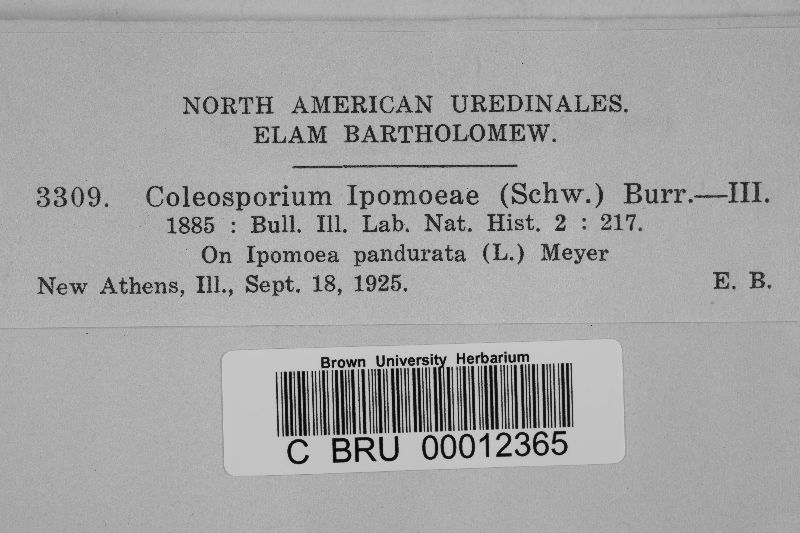 NORTH AMERICAN UREDINALES.
ELAM BARTHOLOMEW.
3309. Coleosporium Ipomoeae (Schw.) Burr.—III.
1885 : Bull. Ill. Lab. Nat. Hist. 2 : 217.
On Ipomoea pandurata (L.) Meyer
New Athens, Ill., Sept. 18, 1925. E. B.
Brown University Herbarium
C BRU 00012365